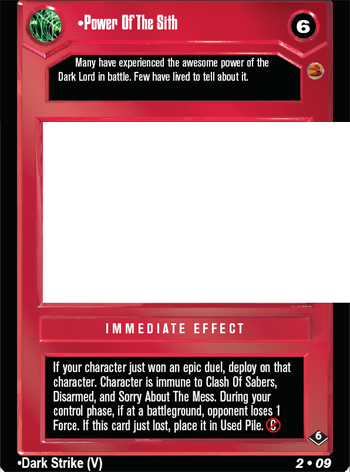 •Power Of The Sith
6
Many have experienced the awesome power of the
Dark Lord in battle. Few have lived to tell about it.
IMMEDIATE EFFECT
If your character just won an epic duel, deploy on that
character. Character is immune to Clash Of Sabers,
Disarmed, and Sorry About The Mess. During your
control phase, if at a battleground, opponent loses 1
Force. If this card just lost, place it in Used Pile. C
6
•Dark Strike (V)
2 • 09